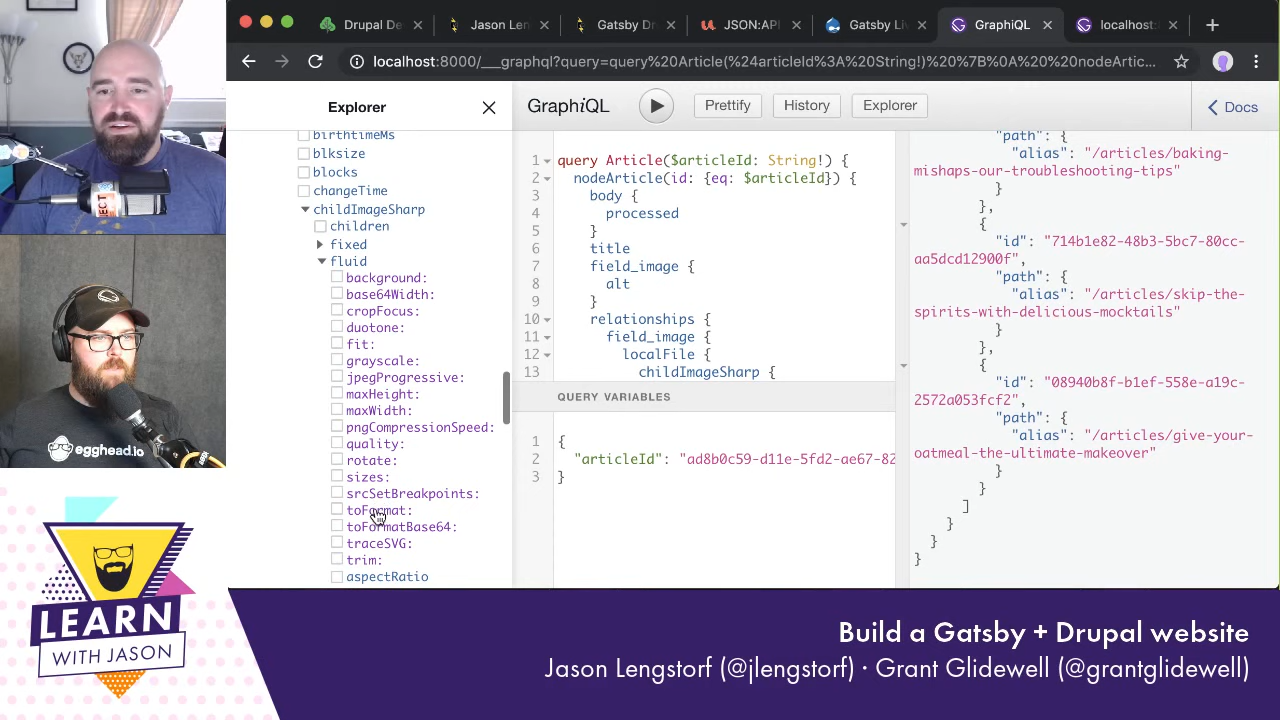 Drupal De
Jason Len
Gatsby Dr
JSON:API
Gatsby Liv
GraphiQL
localhost:
localhost:8000/___graphql?query=query%20Article(%24articleId%3A%20String!)%20%7B%0A%20%20nodeArtic...
Explorer
birthtimeMs
blksize
blocks
changeTime
childImageSharp
children
fixed
fluid
background:
base64Width:
cropFocus:
duotone:
fit:
grayscale:
jpegProgressive:
maxHeight:
maxWidth:
pngCompressionSpeed:
quality:
rotate:
sizes:
srcSetBreakpoints:
toFormat:
toFormatBase64:
traceSVG:
trim:
aspectRatio
GraphiQL
Prettify
History
Explorer
Docs
1 query Article($articleId: String!) {
2 nodeArticle(id: {eq: $articleId}) {
3 body {
4 processed
5 }
6 title
7 field_image {
8 alt
9 }
10 relationships {
11 field_image {
12 localFile {
13 childImageSharp {
QUERY VARIABLES
1 {
2 "articleId": "ad8b0c59-d11e-5fd2-ae67-82
3 }
"path": {
"alias": "/articles/baking-
mishaps-our-troubleshooting-tips"
}
},
{
"id": "714b1e82-48b3-5bc7-80cc-
aa5dcd12900f",
"path": {
"alias": "/articles/skip-the-
spirits-with-delicious-mocktails"
}
},
{
"id": "08940b8f-b1ef-558e-a19c-
2572a053fcf2",
"path": {
"alias": "/articles/give-your-
oatmeal-the-ultimate-makeover"
}
}
]
}
}
}
egghead.io
LEARN
WITH JASON
Build a Gatsby + Drupal website
Jason Lengstorf (@jlengstorf) · Grant Glidewell (@grantglidewell)